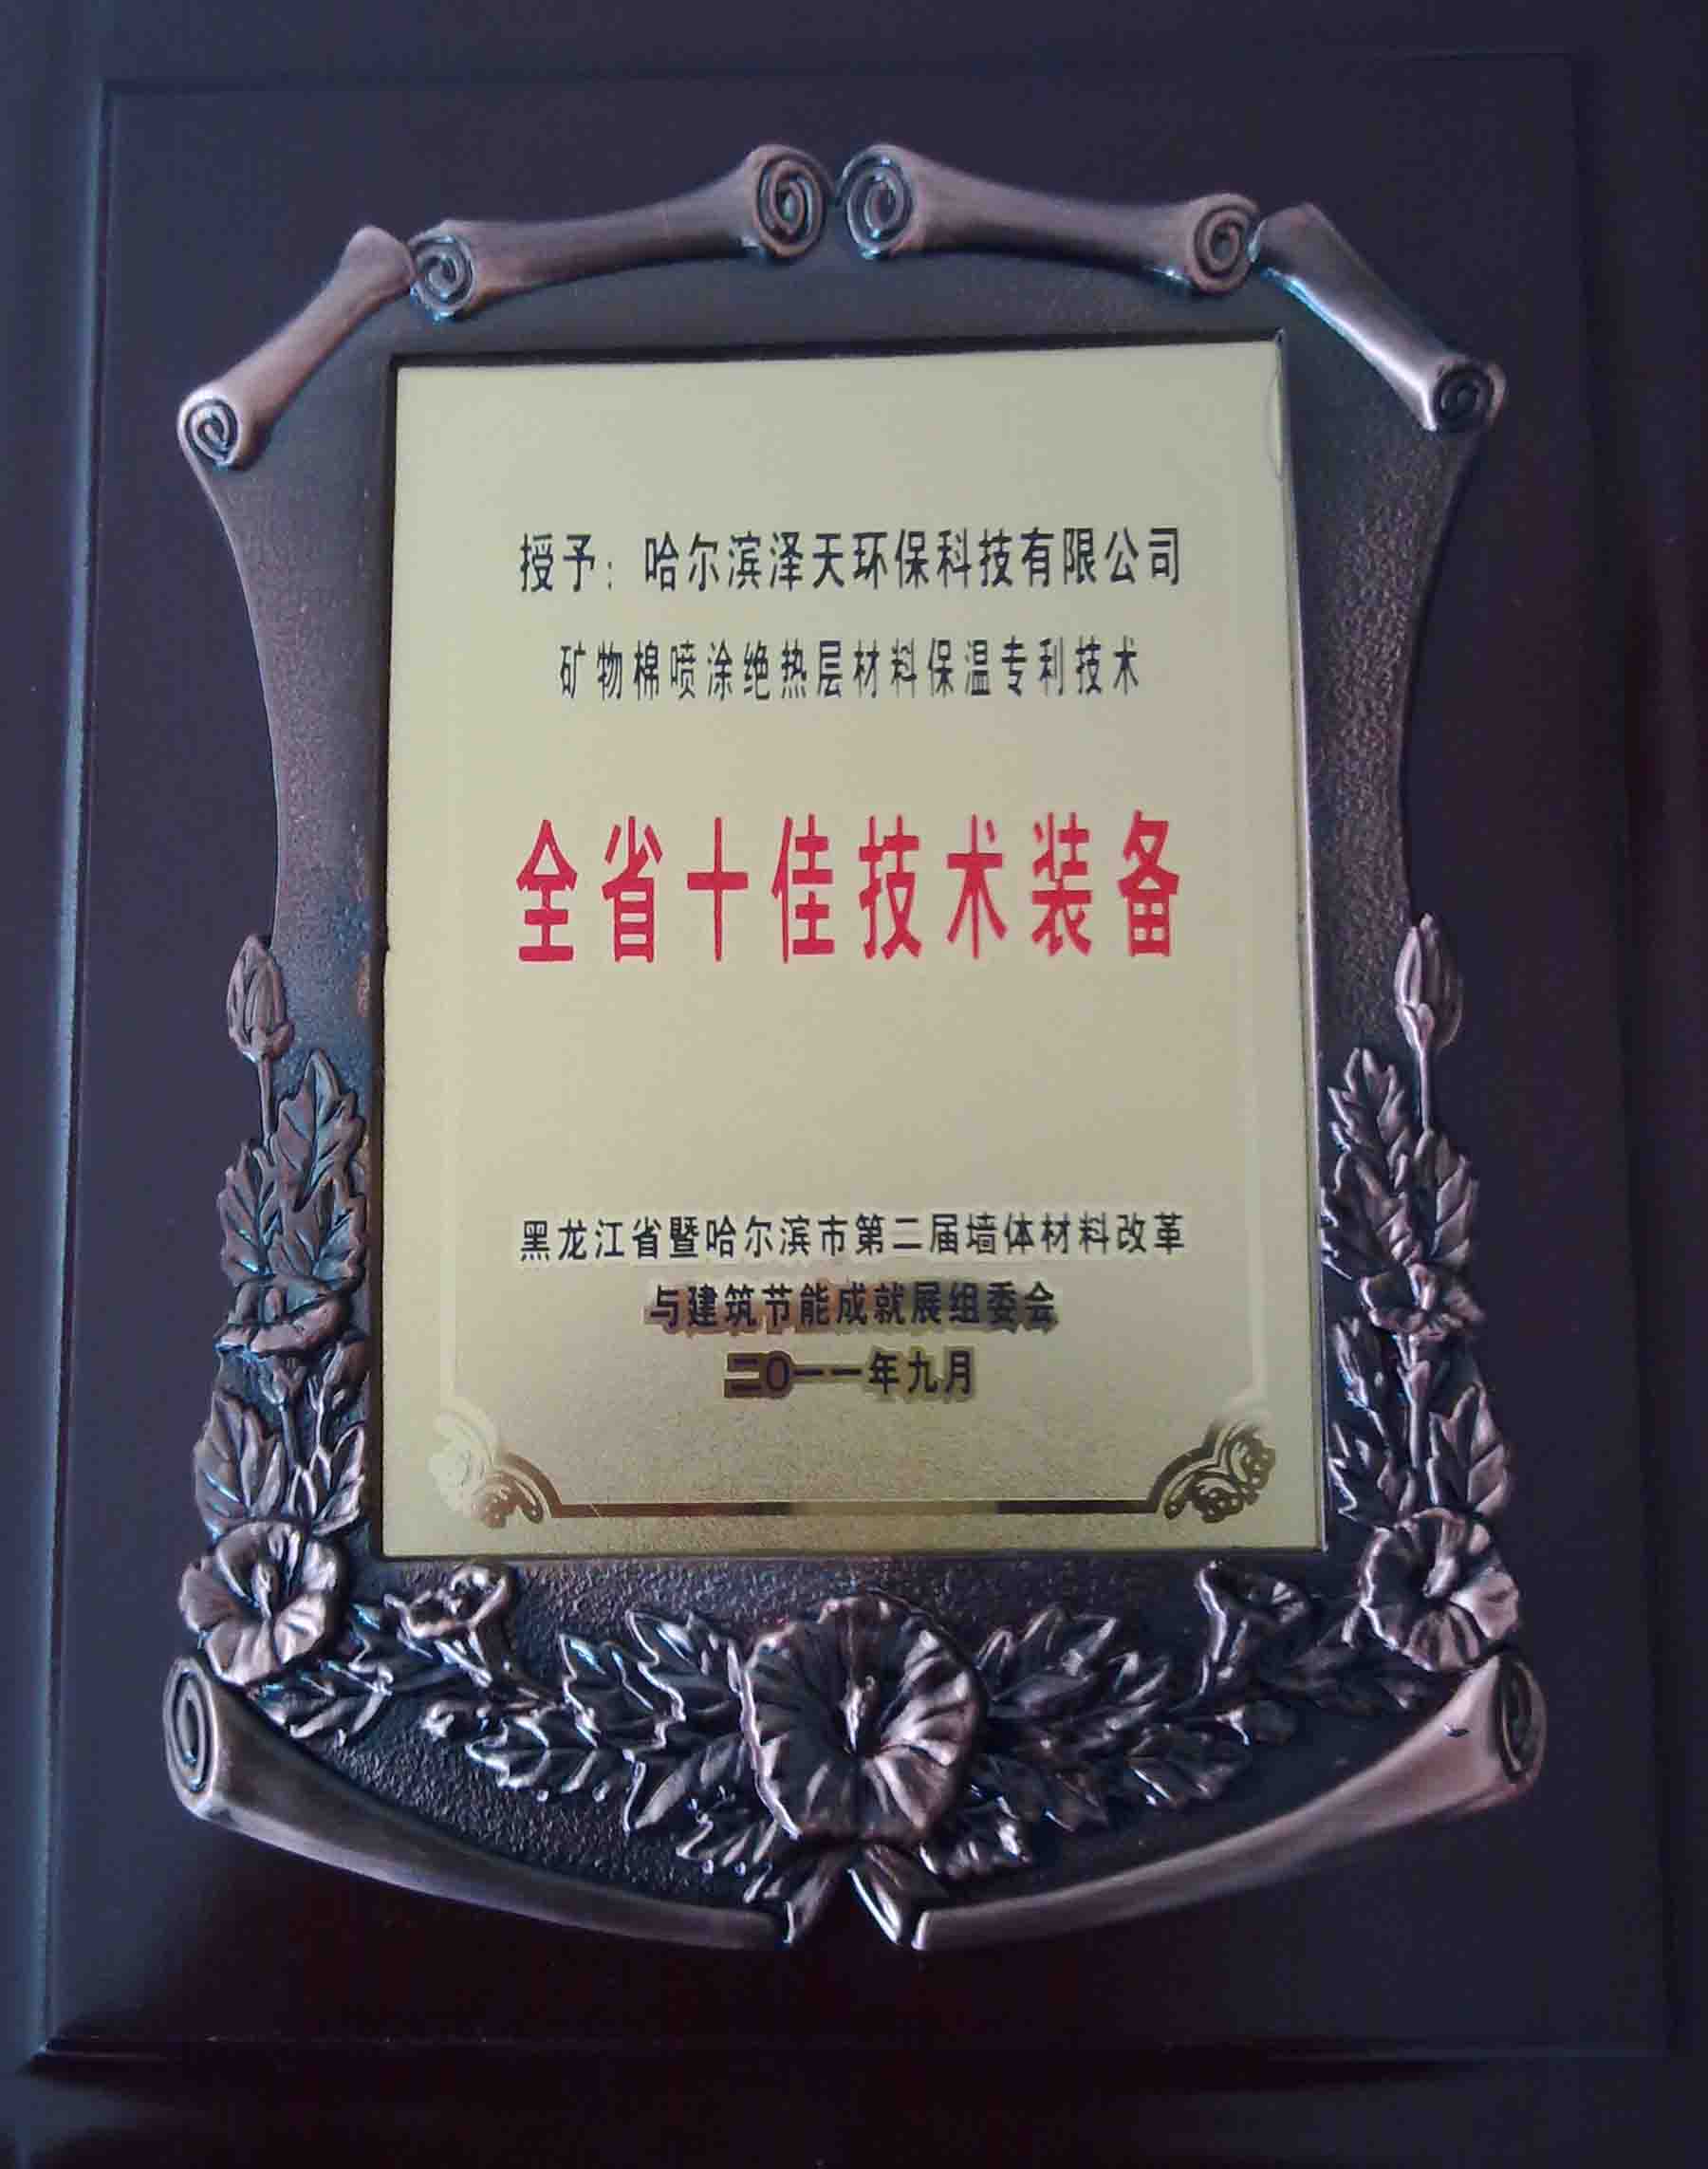 授予：哈尔滨泽天环保科技有限公司
矿物棉喷涂绝热层材料保温专利技术
全省十佳技术装备
黑龙江省暨哈尔滨市第二届墙体材料改革
与建筑节能成就展组委会
二〇一一年九月